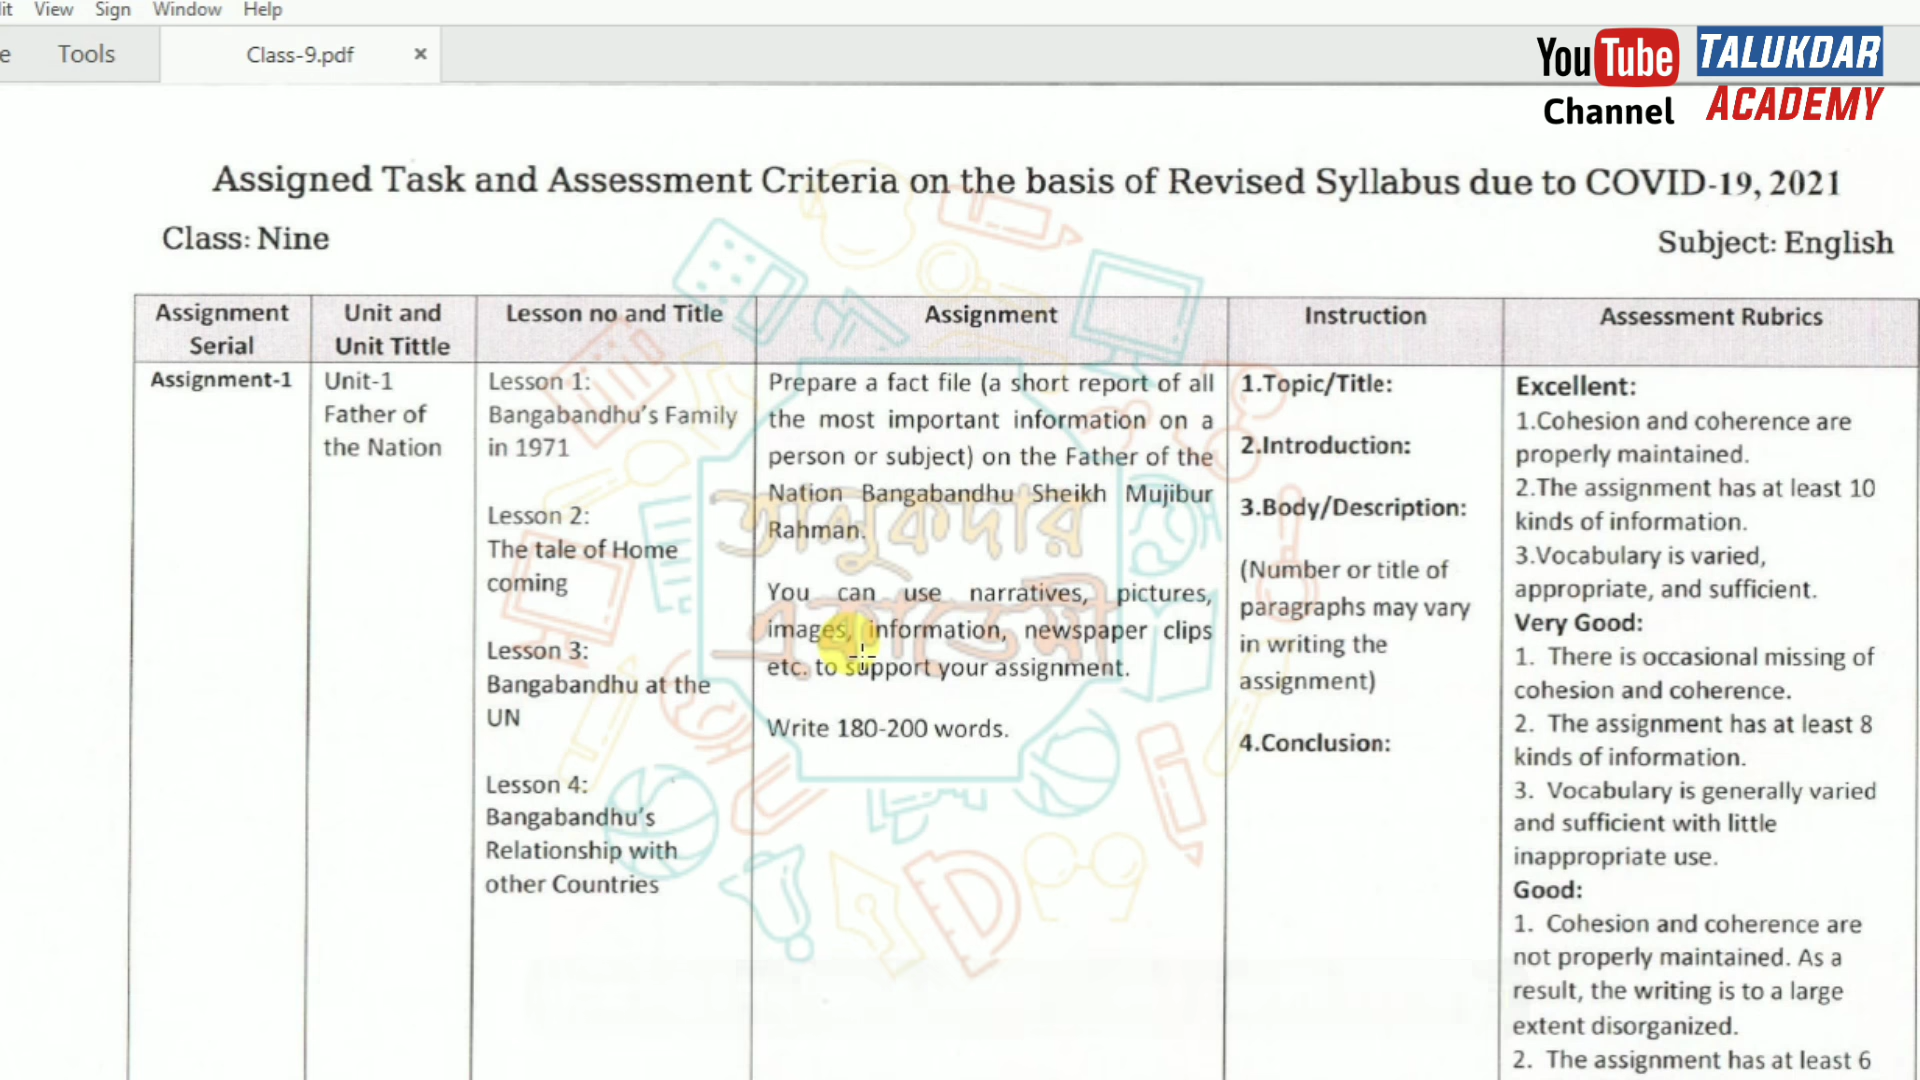 it View Sign Window Help
e Tools Class-9.pdf ×
YouTube TALUKDAR
Channel ACADEMY
Assigned Task and Assessment Criteria on the basis of Revised Syllabus due to COVID-19, 2021
Class: Nine Subject: English
Assignment Serial
Unit and Unit Tittle
Lesson no and Title
Assignment
Instruction
Assessment Rubrics
Assignment-1
Unit-1
Father of
the Nation
Lesson 1:
Bangabandhu's Family
in 1971
Lesson 2:
The tale of Home
coming
Lesson 3:
Bangabandhu at the
UN
Lesson 4:
Bangabandhu's
Relationship with
other Countries
Prepare a fact file (a short report of all
the most important information on a
person or subject) on the Father of the
Nation Bangabandhu Sheikh Mujibur
Rahman.
You can use narratives, pictures,
images, information, newspaper clips
etc. to support your assignment.
Write 180-200 words.
1.Topic/Title:
2.Introduction:
3.Body/Description:
(Number or title of
paragraphs may vary
in writing the
assignment)
4.Conclusion:
Excellent:
1.Cohesion and coherence are
properly maintained.
2.The assignment has at least 10
kinds of information.
3.Vocabulary is varied,
appropriate, and sufficient.
Very Good:
1. There is occasional missing of
cohesion and coherence.
2. The assignment has at least 8
kinds of information.
3. Vocabulary is generally varied
and sufficient with little
inappropriate use.
Good:
1. Cohesion and coherence are
not properly maintained. As a
result, the writing is to a large
extent disorganized.
2. The assignment has at least 6
তালুকদার
একাডেমী